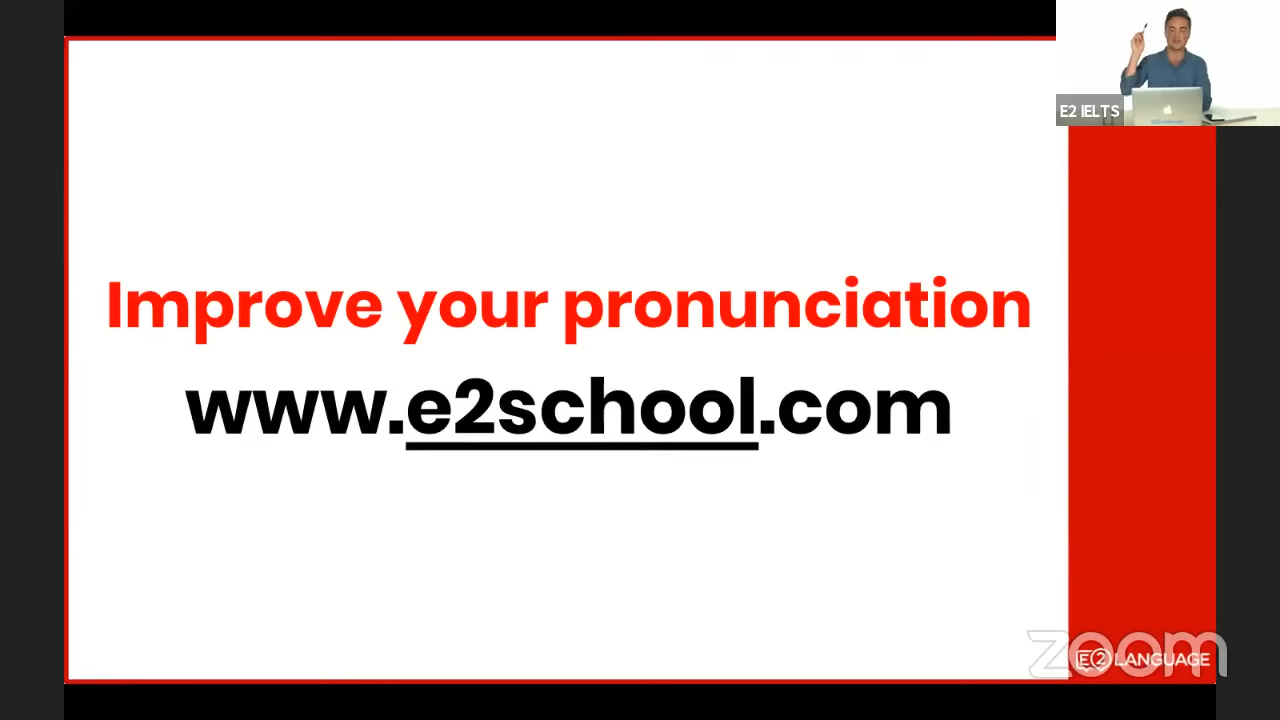 E2 IELTS
Improve your pronunciation
www.e2school.com
zoom
E2 LANGUAGE